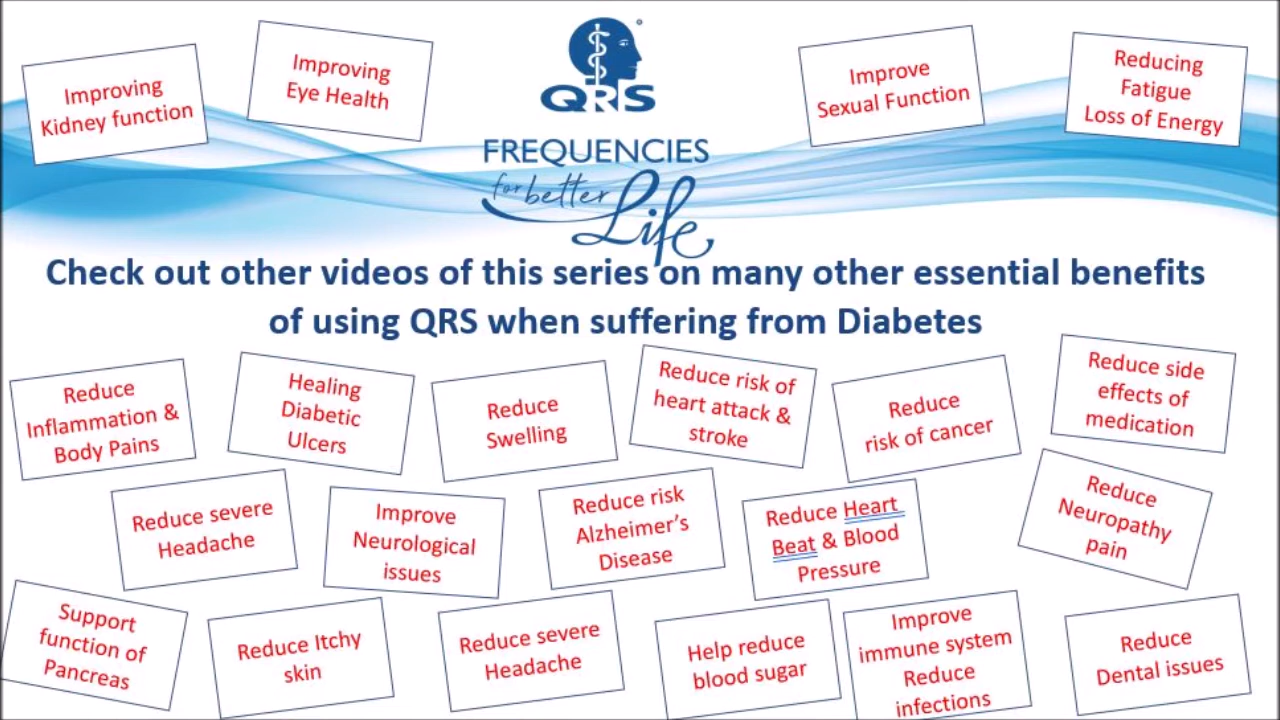 Improving
Kidney function
Improving
Eye Health
QRS
FREQUENCIES
for better
Life
Improve
Sexual Function
Reducing
Fatigue
Loss of Energy
Check out other videos of this series on many other essential benefits
of using QRS when suffering from Diabetes
Reduce
Inflammation &
Body Pains
Healing
Diabetic
Ulcers
Reduce
Swelling
Reduce risk of
heart attack &
stroke
Reduce
risk of cancer
Reduce side
effects of
medication
Reduce severe
Headache
Improve
Neurological
issues
Reduce risk
Alzheimer's
Disease
Reduce Heart
Beat & Blood
Pressure
Reduce
Neuropathy
pain
Support
function of
Pancreas
Reduce Itchy
skin
Reduce severe
Headache
Help reduce
blood sugar
Improve
immune system
Reduce
infections
Reduce
Dental issues